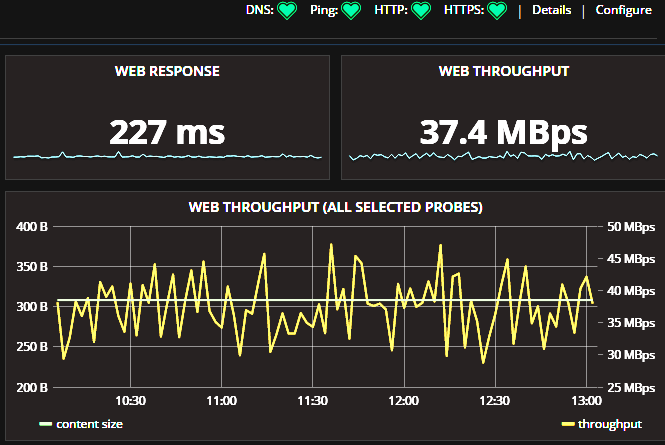 DNS: Ping: HTTP: HTTPS: | Details | Configure
WEB RESPONSE
227 ms
WEB THROUGHPUT
37.4 MBps
WEB THROUGHPUT (ALL SELECTED PROBES)
400 B 50 MBps
350 B 45 MBps
40 MBps
300 B 35 MBps
250 B 30 MBps
200 B 25 MBps
10:30 11:00 11:30 12:00 12:30 13:00
content size throughput